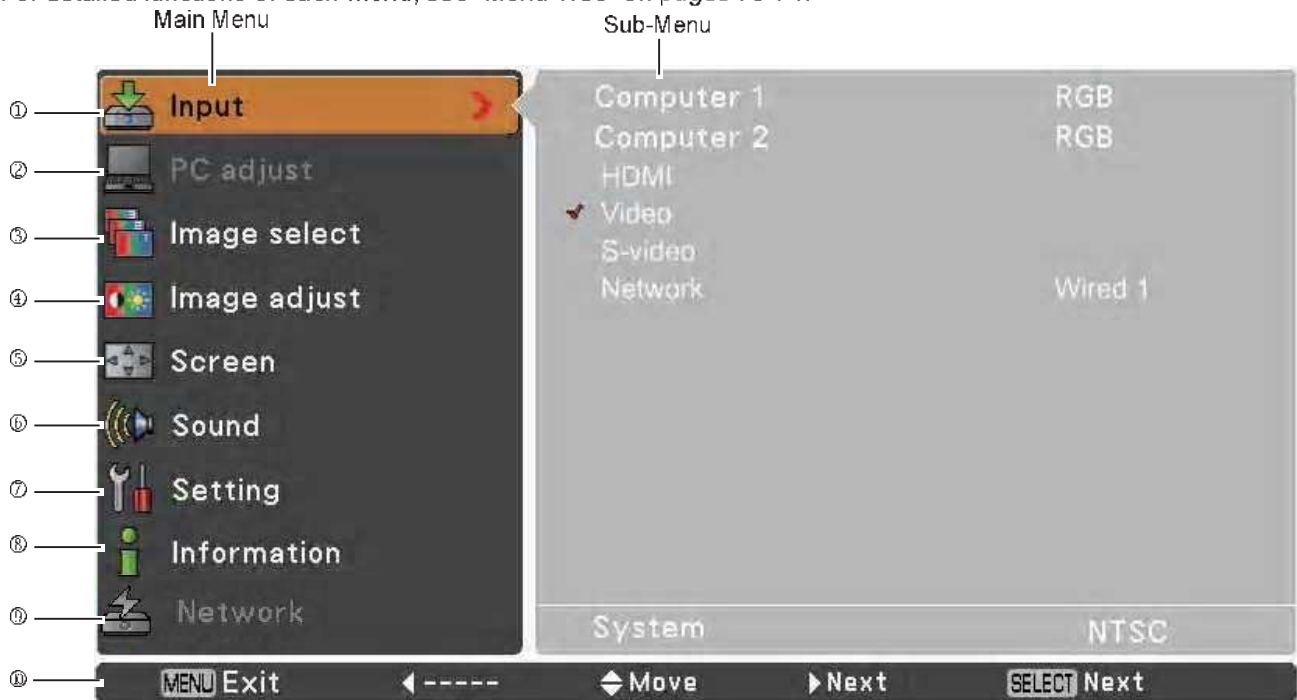 Main Menu
Sub-Menu
① Input Computer 1 RGB
Computer 2 RGB
② PC adjust HDMI
③ Image select Video
S-video
④ Image adjust Network Wired 1
⑤ Screen
⑥ Sound
⑦ Setting
⑧ Information
⑨ Network System NTSC
⑩ MENU Exit ----- Move Next SELECT Next